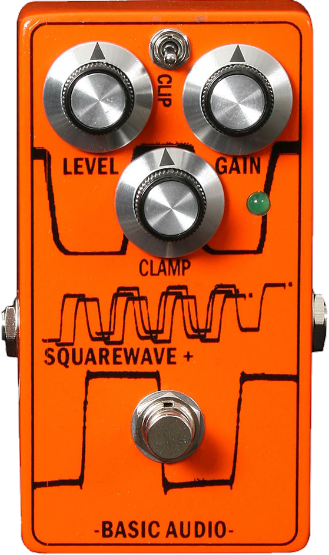 CLIP
LEVEL
GAIN
CLAMP
SQUAREWAVE +
-BASIC AUDIO-